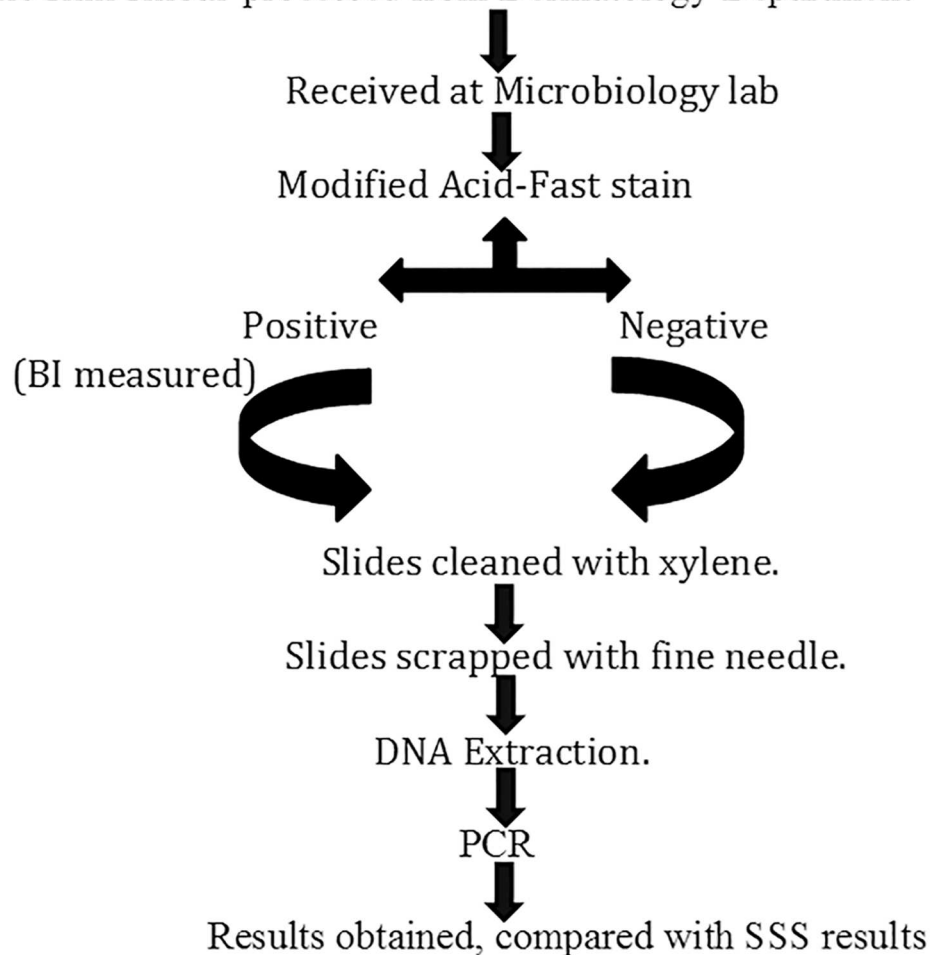 Received at Microbiology lab
Modified Acid-Fast stain
Positive
Negative
(BI measured)
Slides cleaned with xylene.
Slides scrapped with fine needle.
DNA Extraction.
PCR
Results obtained, compared with SSS results